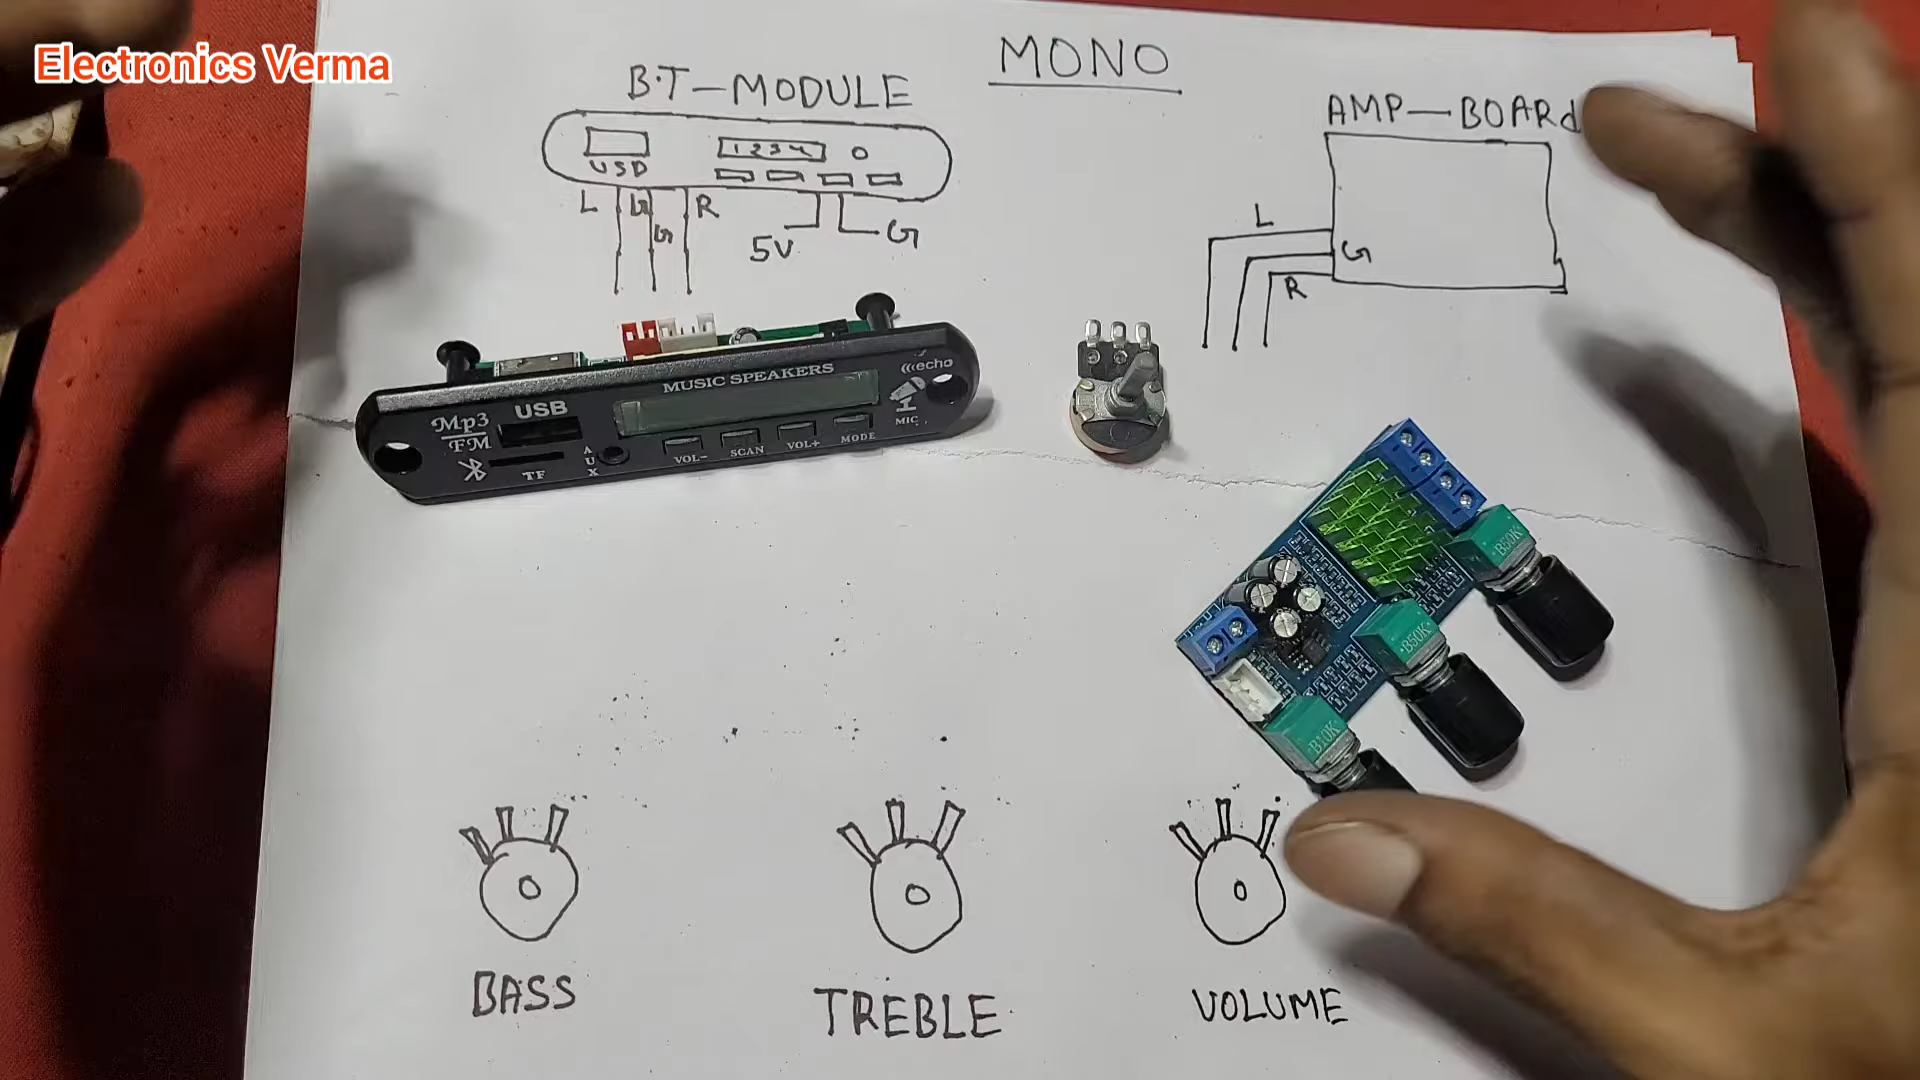 Electronics Verma
MONO
B.T-MODULE
AMP-BOARd
1234
USD
L
G
R
G
5V
G
L
G
R
(((echo
MUSIC SPEAKERS
Mp3
FM
USB
TF
AUX
VOL-
SCAN
VOL+
MODE
MIC
B50K
B50K
B10K
BASS
TREBLE
VOLUME